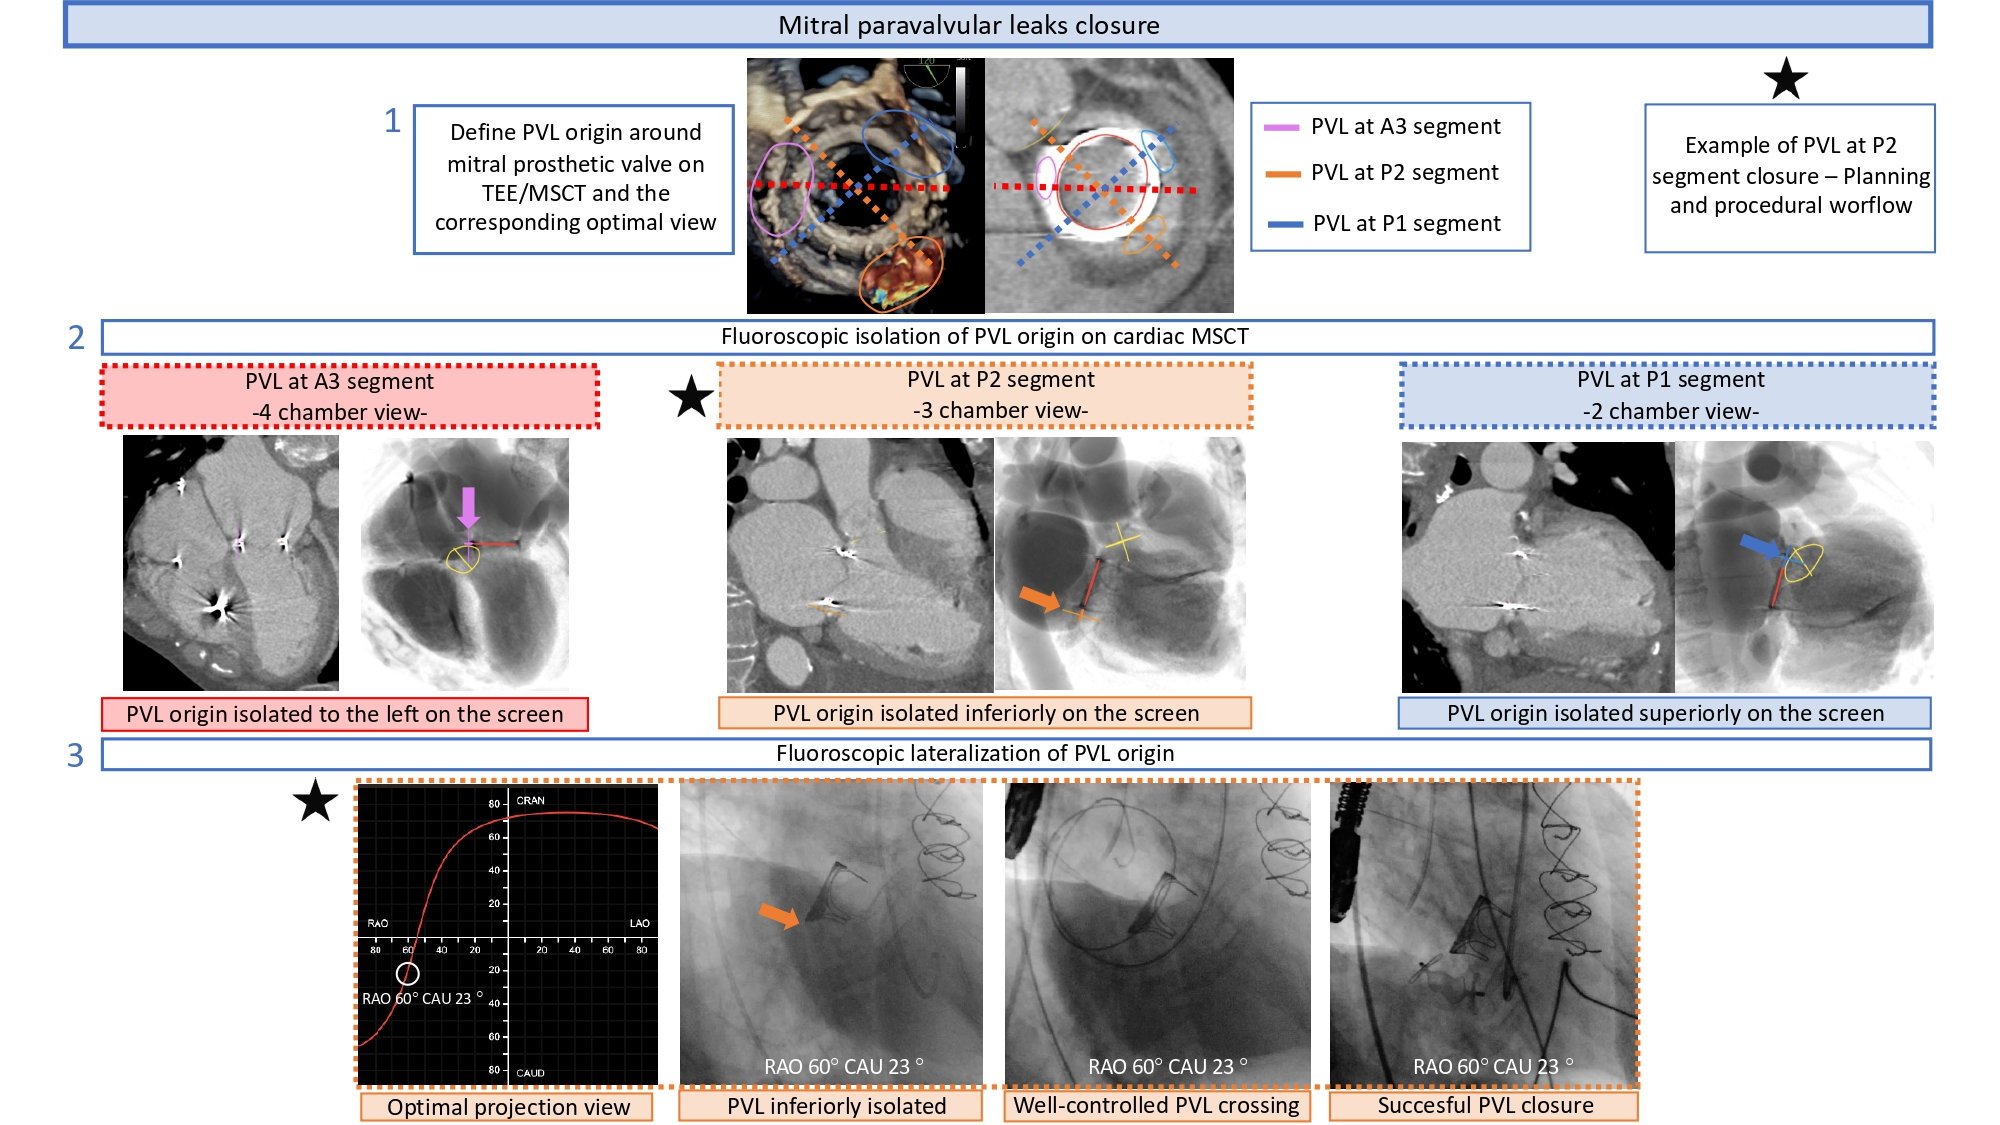 Mitral paravalvular leaks closure
1
Define PVL origin around
mitral prosthetic valve on
TEE/MSCT and the
corresponding optimal view
120
PVL at A3 segment
PVL at P2 segment
PVL at P1 segment
Example of PVL at P2
segment closure – Planning
and procedural worflow
2
Fluoroscopic isolation of PVL origin on cardiac MSCT
PVL at A3 segment
-4 chamber view-
PVL at P2 segment
-3 chamber view-
PVL at P1 segment
-2 chamber view-
PVL origin isolated to the left on the screen
PVL origin isolated inferiorly on the screen
PVL origin isolated superiorly on the screen
3
Fluoroscopic lateralization of PVL origin
80
CRAN
60
40
20
RAO
LAO
80 60 40 20 20 40 60 80
20
RAO 60° CAU 23 °
40
60
80
CAUD
RAO 60° CAU 23 °
RAO 60° CAU 23 °
RAO 60° CAU 23 °
Optimal projection view
PVL inferiorly isolated
Well-controlled PVL crossing
Succesful PVL closure